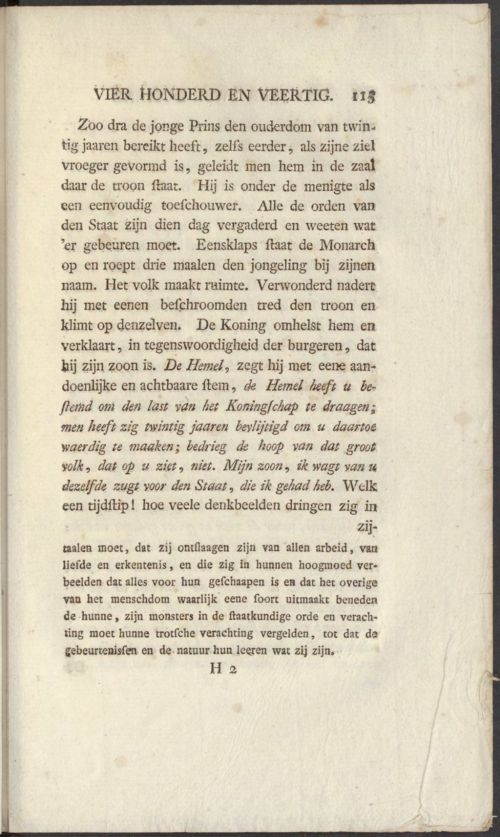 VIER HONDERD EN VEERTIG. 115
Zoo dra de jonge Prins den ouderdom van twin-
tig jaaren bereikt heeft, zelfs eerder, als zijne ziel
vroeger gevormd is, geleidt men hem in de zaal
daar de troon ſtaat. Hij is onder de menigte als
een eenvoudig toeſchouwer. Alle de orden van
den Staat zijn dien dag vergaderd en weeten wat
'er gebeuren moet. Eensklaps ſtaat de Monarch
op en roept drie maalen den jongeling bij zijnen
naam. Het volk maakt ruimte. Verwonderd nadert
hij met eenen beſchroomden tred den troon en
klimt op denzelven. De Koning omhelst hem en
verklaart, in tegenswoordigheid der burgeren, dat
hij zijn zoon is. De Hemel, zegt hij met eene aan-
doenlijke en achtbaare ſtem, de Hemel heeft u be-
ſtemd om den last van het Koningſchap te draagen;
men heeft zig twintig jaaren bevlijtigd om u daartoe
waerdig te maaken; bedrieg de hoop van dat groot
volk, dat op u ziet, niet. Mijn zoon, ik wagt van u
dezelfde zugt voor den Staat, die ik gehad heb. Welk
een tijdſtip! hoe veele denkbeelden dringen zig in
zij-
maalen moet, dat zij ontſlaagen zijn van allen arbeid, van
liefde en erkentenis, en die zig in hunnen hoogmoed ver-
beelden dat alles voor hun geſchaapen is en dat het overige
van het menschdom waarlijk eene ſoort uitmaakt beneden
de hunne, zijn monsters in de ſtaatkundige orde en verach-
ting moet hunne trotſche verachting vergelden, tot dat de
gebeurtenisſen en de natuur hun leeren wat zij zijn.
H 2